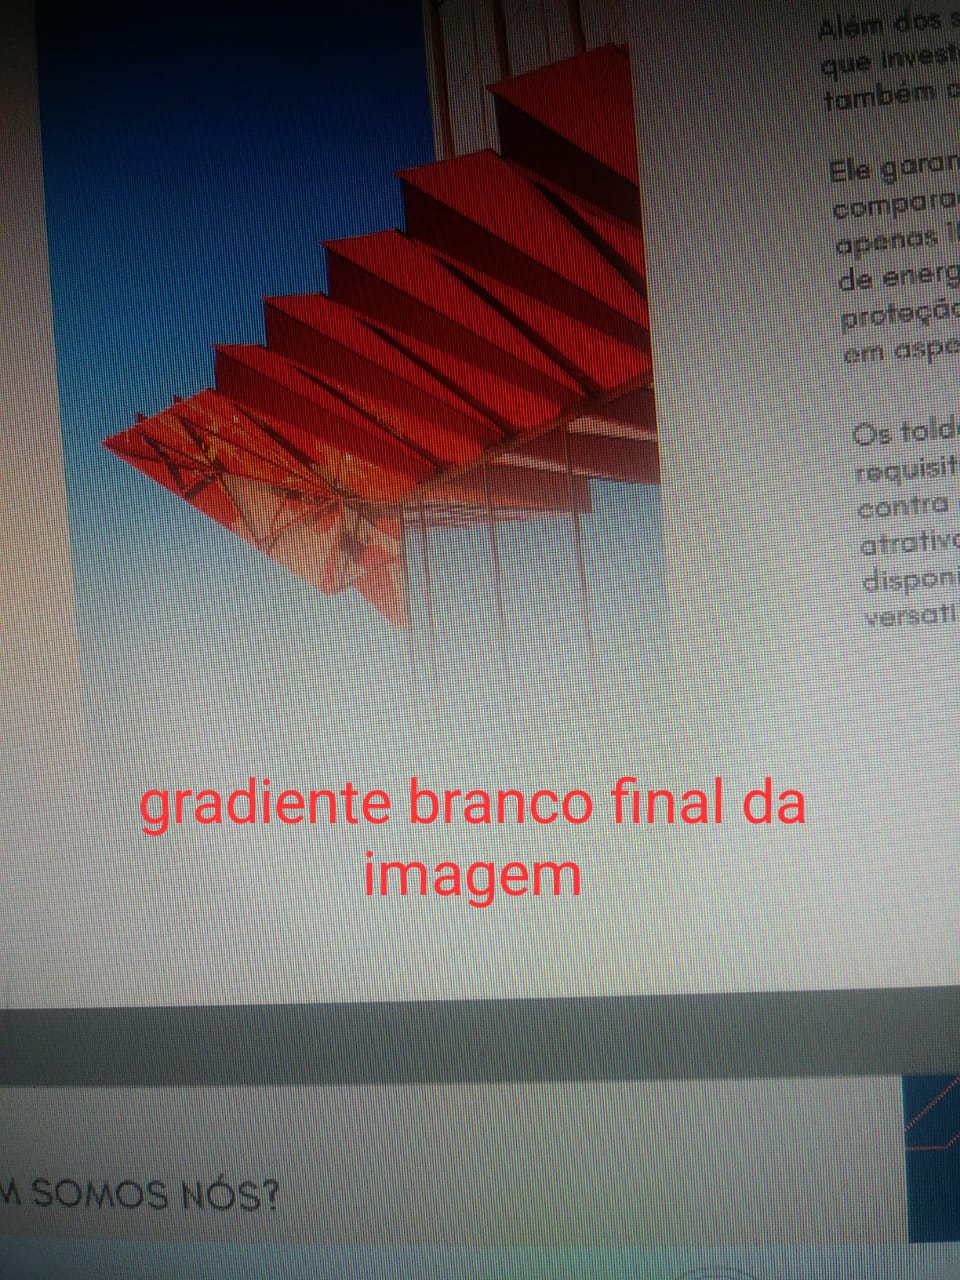 Além dos
que invest
também
Ele garan
compara
apenas
de energ
proteção
em aspe
Os told
requisit
contra
atrativ
disponi
versati
gradiente branco final da
imagem
M SOMOS NÓS?